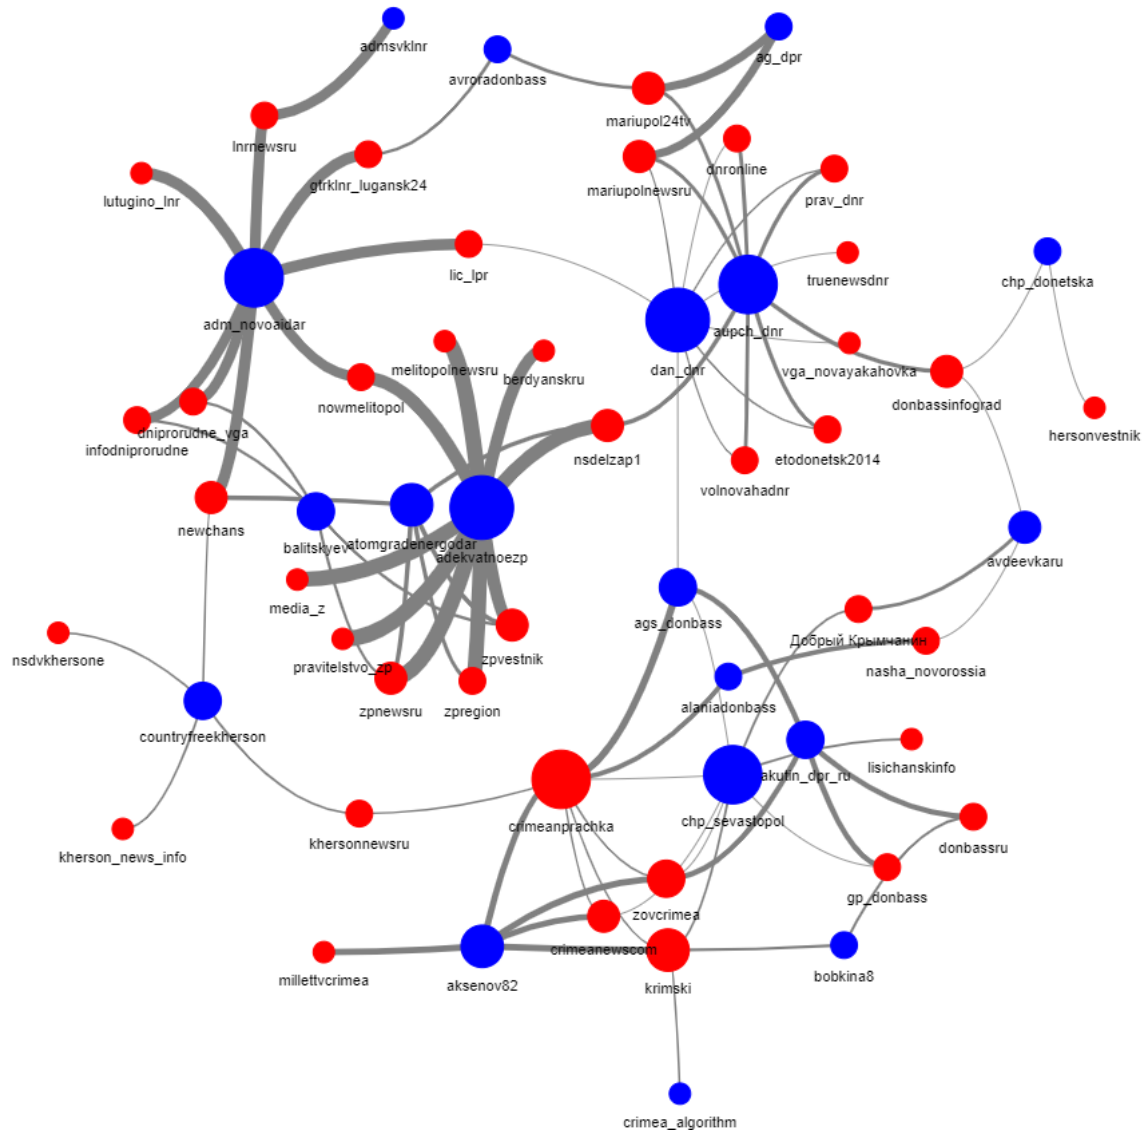 admsvklnr
avroradonbass
ag_dpr
lnrnewsru
mariupol24tv
gtrklnr_lugansk24
dnronline
mariupolnewsru
lutugino_lnr
prav_dnr
lic_lpr
truenewsdnr
chp_donetska
adm_novoaidar
aupch_dnr
dan_dnr
melitopolnewsru
berdyanskru
vga_novayakahovka
nowmelitopol
donbassinfograd
dniprorudne_vga
infodniprorudne
hersonvestnik
nsdelzap1
etodonetsk2014
volnovahadnr
newchans
balitskyev
atomgradenergodar
adekvatnoezp
avdeevkaru
media_z
ags_donbass
Добрый Крымчанин
pravitelstvo_zp
zpvestnik
nsdvkhersone
nasha_novorossia
zpnewsru
zpregion
alaniadonbass
countryfreekherson
lisichanskinfo
akutin_dpr_ru
crimeanprachka
chp_sevastopol
khersonnewsru
donbassru
kherson_news_info
gp_donbass
zovcrimea
crimeanewscom
millettvcrimea
aksenov82
krimski
bobkina8
crimea_algorithm